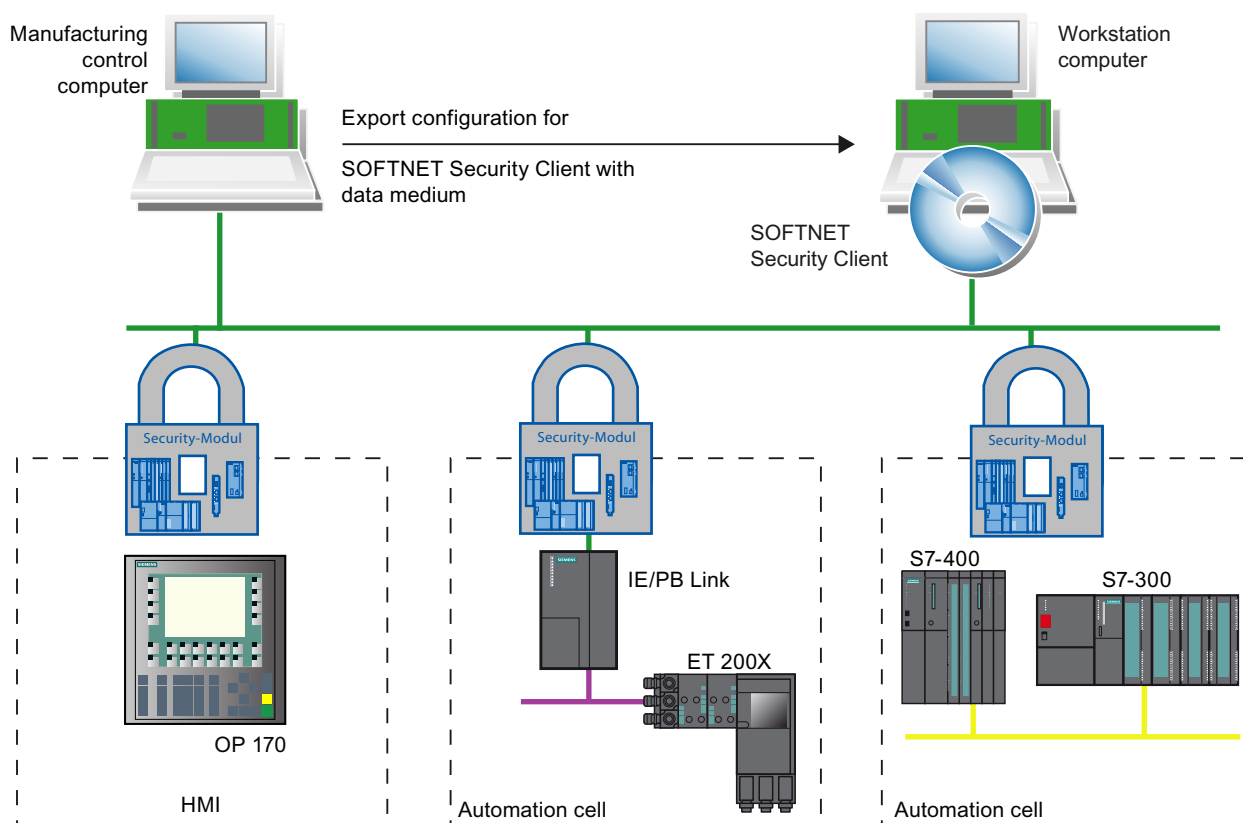 Manufacturing
control
computer
Workstation
computer
Export configuration for
SOFTNET Security Client with
data medium
SOFTNET
Security Client
Security-Modul
Security-Modul
Security-Modul
SIEMENS
OP 170
HMI
SIEMENS
IE/PB Link
ET 200X
Automation cell
S7-400
S7-300
Automation cell